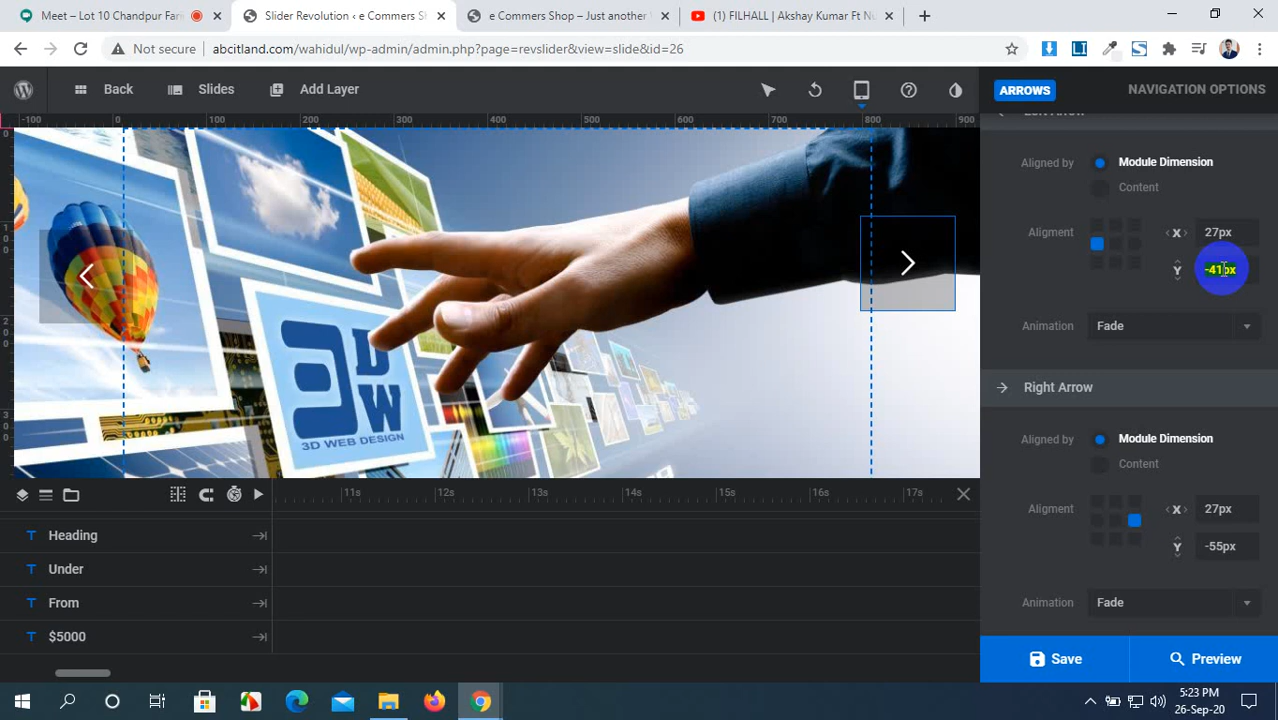 Meet – Lot 10 Chandpur Fari
Slider Revolution ‹ e Commers Sh
e Commers Shop – Just another W
(1) FILHALL | Akshay Kumar Ft Nu
Not secure
abcitland.com/wahidul/wp-admin/admin.php?page=revslider&view=slide&id=26
Back
Slides
Add Layer
ARROWS
NAVIGATION OPTIONS
-100 0 100 200 300 400 500 600 700 800 900
0
100
200
300
Aligned by
Module Dimension
Content
Aligment
X
27px
Y
-41px
Animation
Fade
Right Arrow
Aligned by
Module Dimension
Content
Aligment
X
27px
Y
-55px
Animation
Fade
3D WEB DESIGN
11s 12s 13s 14s 15s 16s 17s
T Heading
T Under
T From
T $5000
Save
Preview
5:23 PM
26-Sep-20